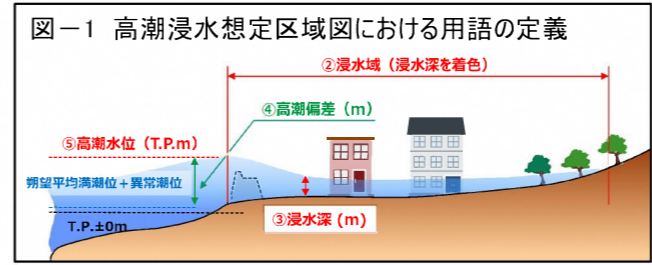 図－1 高潮浸水想定区域図における用語の定義
②浸水域（浸水深を着色）
④高潮偏差（m）
⑤高潮水位（T.P.m）
朔望平均満潮位＋異常潮位
③浸水深（m）
T.P.±0m